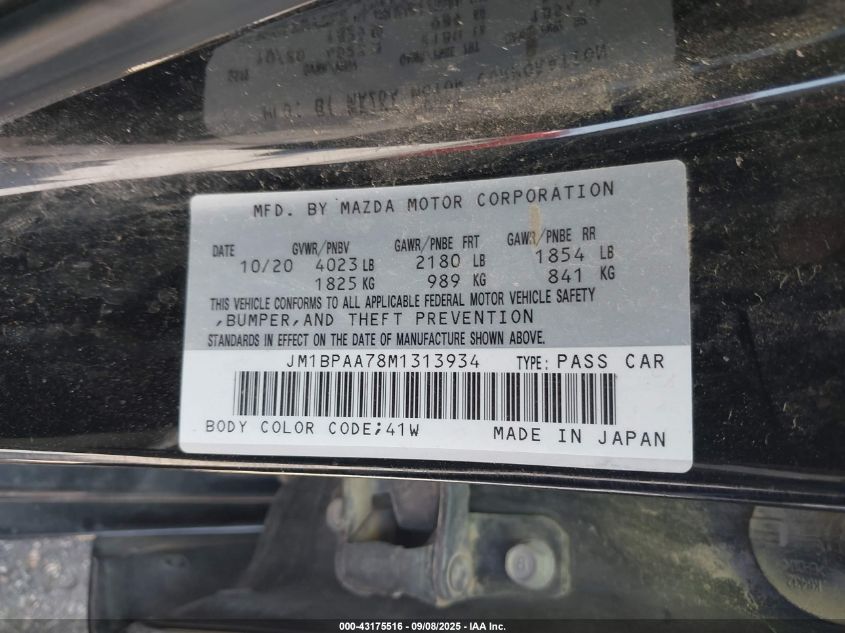 MFD. BY MAZDA MOTOR CORPORATION
DATE GVWR/PNBV GAWR/PNBE FRT GAWR/PNBE RR
10/20 4023 LB 2180 LB 1854 LB
1825 KG 989 KG 841 KG
THIS VEHICLE CONFORMS TO ALL APPLICABLE FEDERAL MOTOR VEHICLE SAFETY
,BUMPER,AND THEFT PREVENTION
STANDARDS IN EFFECT ON THE DATE OF MANUFACTURE SHOWN ABOVE.
JM1BPAA78M1313934 TYPE: PASS CAR
BODY COLOR CODE;41W MADE IN JAPAN
000-43175516 - 09/08/2025 - IAA Inc.